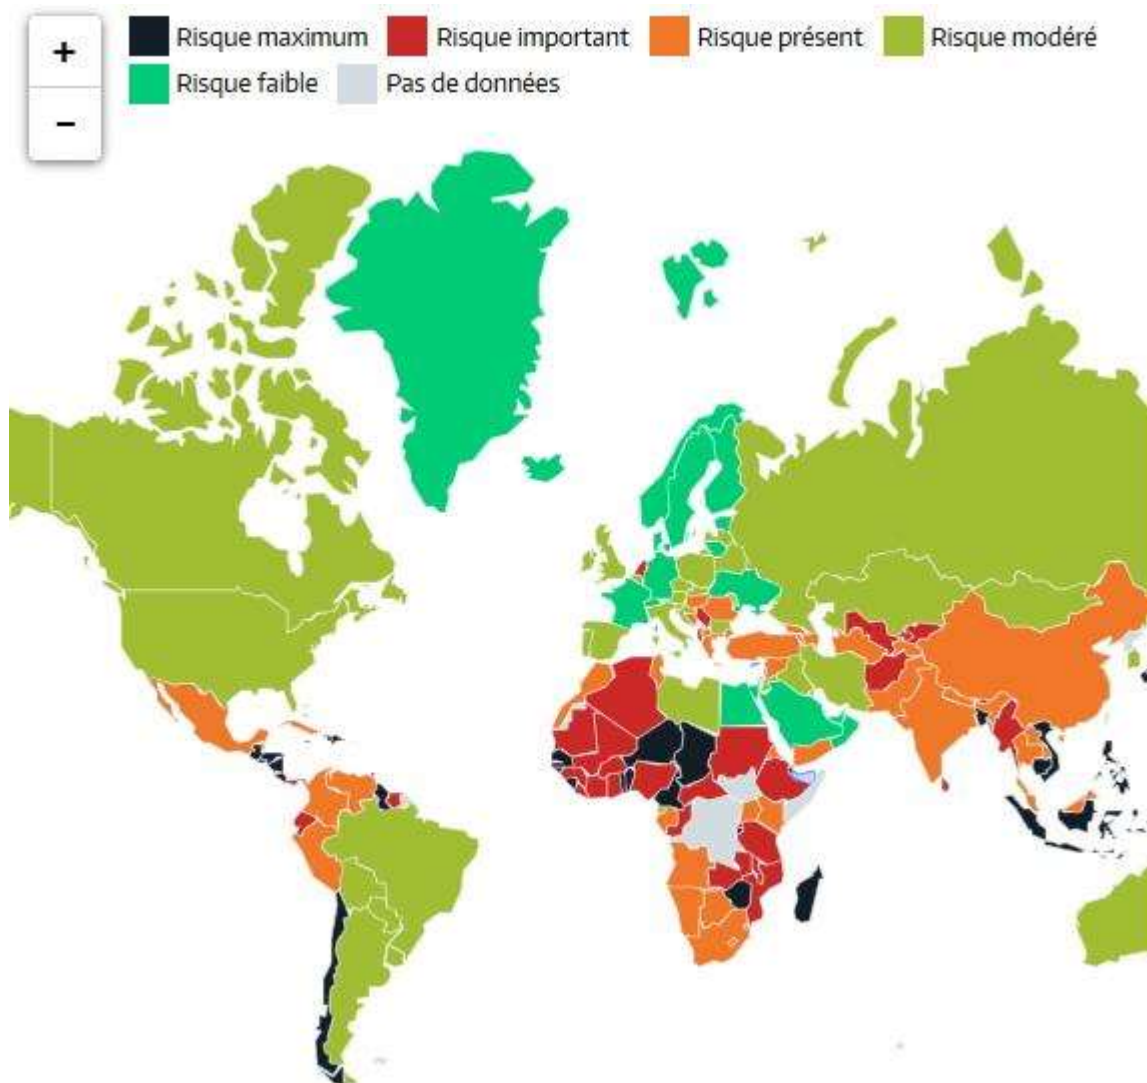 +
Risque maximum Risque important Risque présent Risque modéré
Risque faible Pas de données
−